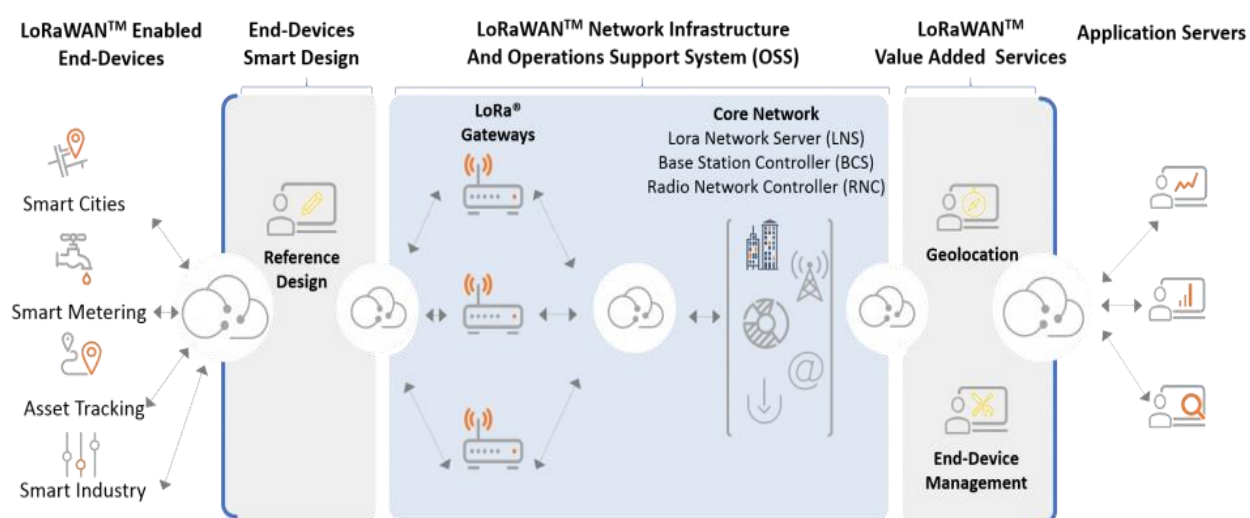 LoRaWAN™ Enabled
End-Devices
End-Devices
Smart Design
LoRaWAN™ Network Infrastructure
And Operations Support System (OSS)
LoRaWAN™
Value Added Services
Application Servers
Smart Cities
Smart Metering
Asset Tracking
Smart Industry
Reference
Design
LoRa®
Gateways
Core Network
Lora Network Server (LNS)
Base Station Controller (BCS)
Radio Network Controller (RNC)
@
Geolocation
End-Device
Management